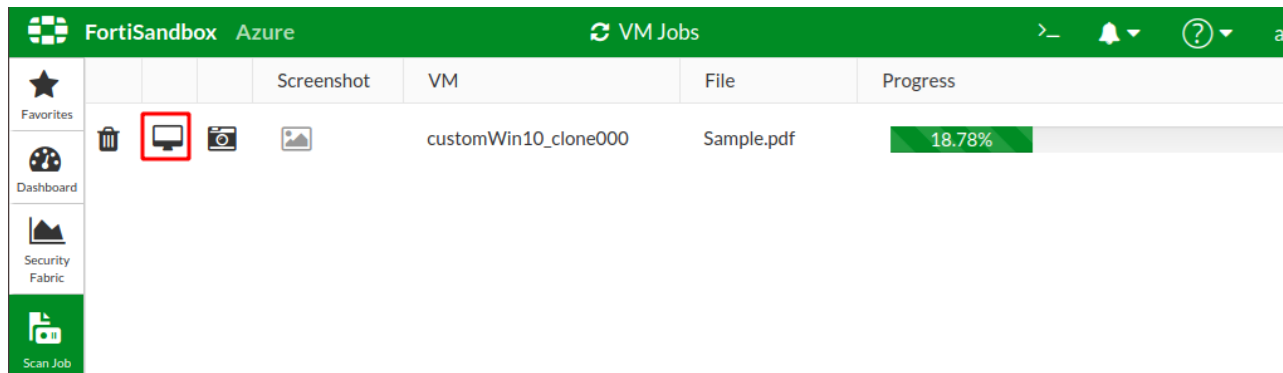 FortiSandbox Azure VM Jobs >_ ? a
Favorites
Screenshot VM File Progress
customWin10_clone000 Sample.pdf 18.78%
Dashboard
Security
Fabric
Scan Job